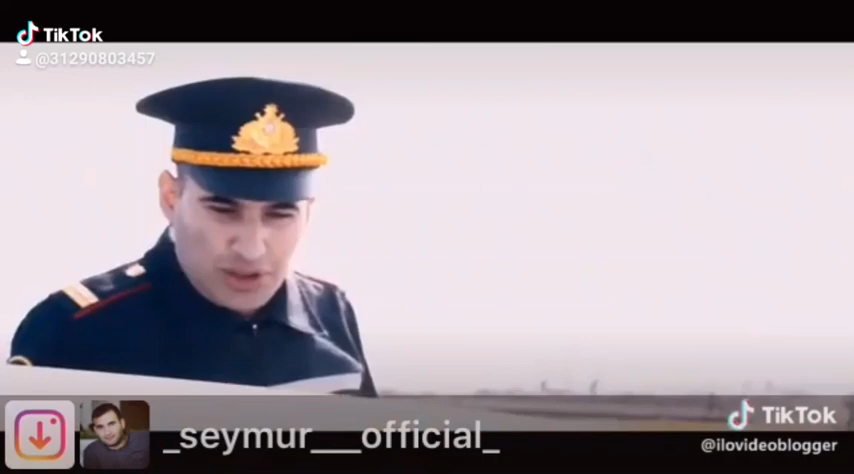 TikTok
@31290803457
_seymur___official_
TikTok
@ilovideoblogger